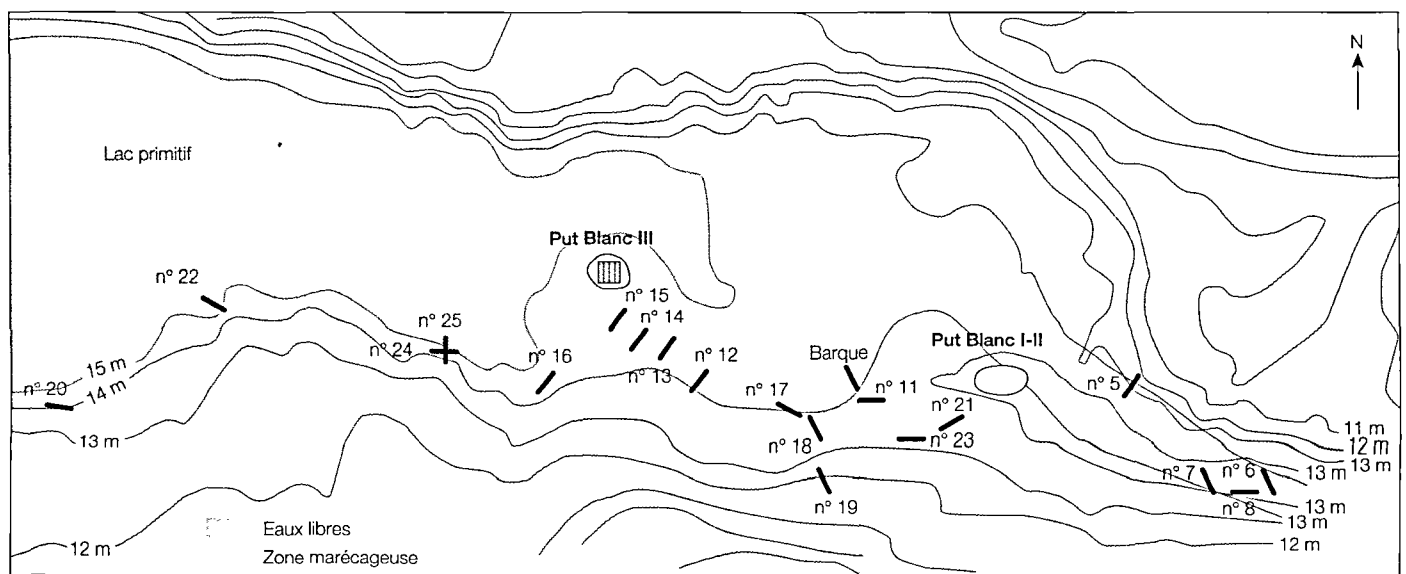 N
Lac primitif
Put Blanc III
n° 22
n° 15
n° 14
n° 25
n° 24
n° 16
n° 13
n° 12
Barque
Put Blanc I-II
n° 5
15 m
n° 20
14 m
n° 17
n° 11
n° 21
13 m
n° 18
n° 23
11 m
12 m
13 m
n° 7
n° 6
13 m
n° 19
n° 8
13 m
13 m
12 m
12 m
Eaux libres
Zone marécageuse